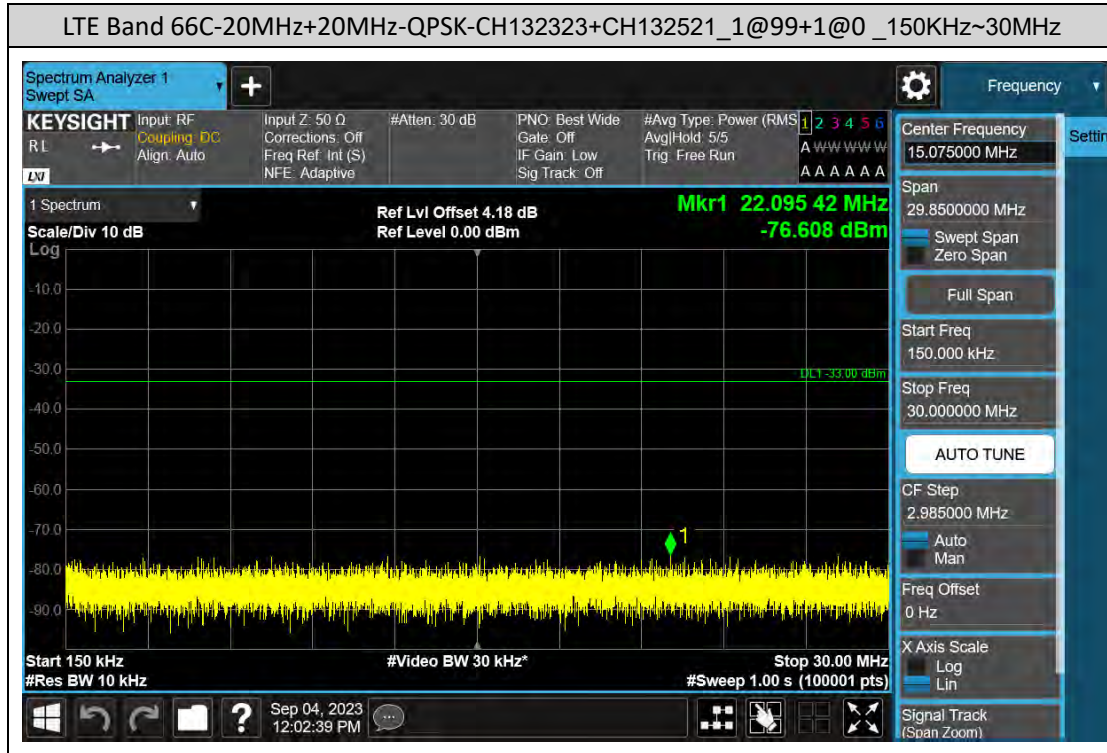 LTE Band 66C-20MHz+20MHz-QPSK-CH132323+CH132521_1@99+1@0 _150KHz~30MHz
Spectrum Analyzer 1
Swept SA
+
Frequency
KEYSIGHT
RL
LXI
Input: RF
Coupling: DC
Align: Auto
Input Z: 50 Ω
Corrections: Off
Freq Ref: Int (S)
NFE: Adaptive
#Atten: 30 dB
PNO: Best Wide
Gate: Off
IF Gain: Low
Sig Track: Off
#Avg Type: Power (RMS
Avg|Hold: 5/5
Trig: Free Run
1 2 3 4 5 6
A W W W W W
A A A A A A
1 Spectrum
Scale/Div 10 dB
Log
Ref Lvl Offset 4.18 dB
Ref Level 0.00 dBm
Mkr1 22.095 42 MHz
-76.608 dBm
-10.0
-20.0
-30.0
DL1 -33.00 dBm
-40.0
-50.0
-60.0
-70.0
1
-80.0
-90.0
Start 150 kHz
#Video BW 30 kHz*
Stop 30.00 MHz
#Res BW 10 kHz
#Sweep 1.00 s (100001 pts)
?
Sep 04, 2023
12:02:39 PM
Center Frequency
15.075000 MHz
Settin
Span
29.8500000 MHz
Swept Span
Zero Span
Full Span
Start Freq
150.000 kHz
Stop Freq
30.000000 MHz
AUTO TUNE
CF Step
2.985000 MHz
Auto
Man
Freq Offset
0 Hz
X Axis Scale
Log
Lin
Signal Track
(Span Zoom)